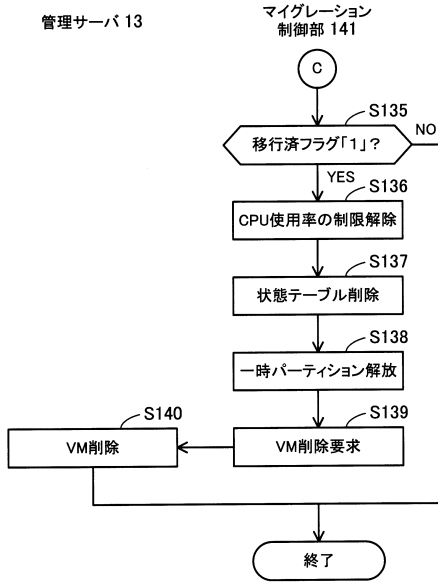 管理サーバ 13
マイグレーション
制御部 141
C
S135
移行済フラグ「1」?
NO
YES
S136
CPU使用率の制限解除
S137
状態テーブル削除
S138
一時パーティション解放
S140
S139
VM削除
VM削除要求
終了